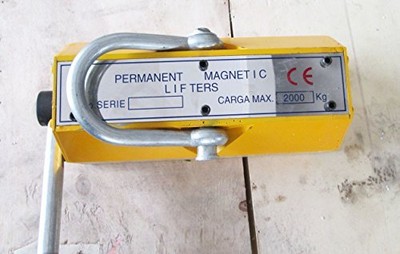 PERMANENT MAGNETIC CE
LIFTERS
SERIE CARGA MAX. 2000 Kg